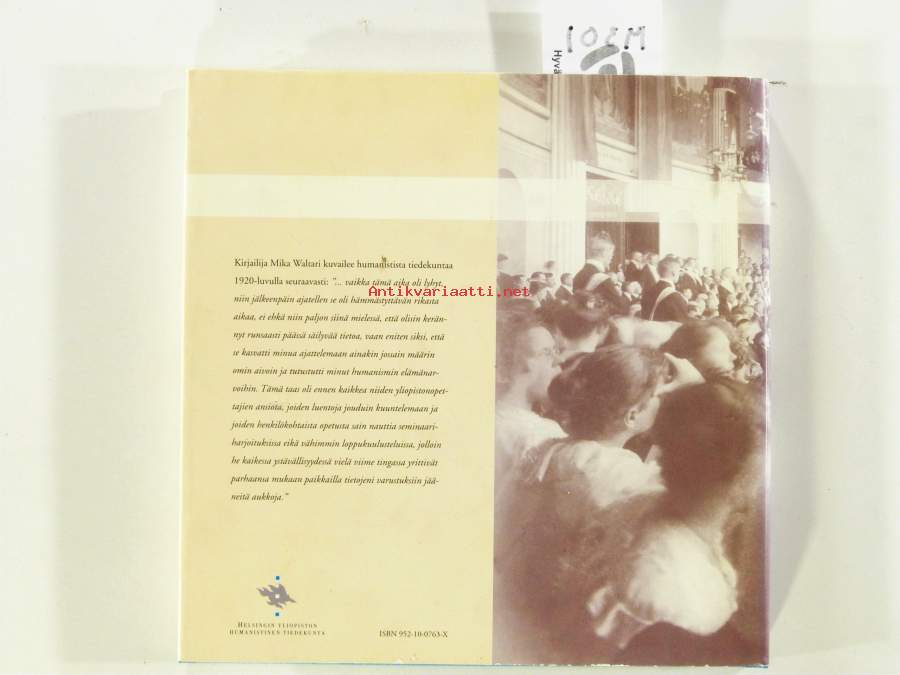 M301
Hyvä
Kirjailija Mika Waltari kuvailee humanistista tiedekuntaa
1920-luvulla seuraavasti: "... vaikka tämä aika oli lyhyt,
niin jälkeenpäin ajatellen se oli hämmästyttävän rikasta
aikaa, ei ehkä niin paljon siinä mielessä, että olisin kerän-
nyt runsaasti päässä säilyvää tietoa, vaan eniten siksi, että
se kasvatti minua ajattelemaan ainakin jossain määrin
omin aivoin ja tutustutti minut humanismin elämänar-
voihin. Tämä taas oli ennen kaikkea niiden yliopistonopet-
tajien ansiota, joiden luentoja jouduin kuuntelemaan ja
joiden henkilökohtaista opetusta sain nauttia seminaari-
harjoituksissa eikä vähimmin loppukuulusteluissa, jolloin
he kaikessa ystävällisyydessä vielä viime tingassa yrittivät
parhaansa mukaan paikkailla tietojeni varustuksiin jää-
neitä aukkoja."
Antikvariaatti.net
HELSINGIN YLIOPISTON
HUMANISTINEN TIEDEKUNTA
ISBN 952-10-0763-X